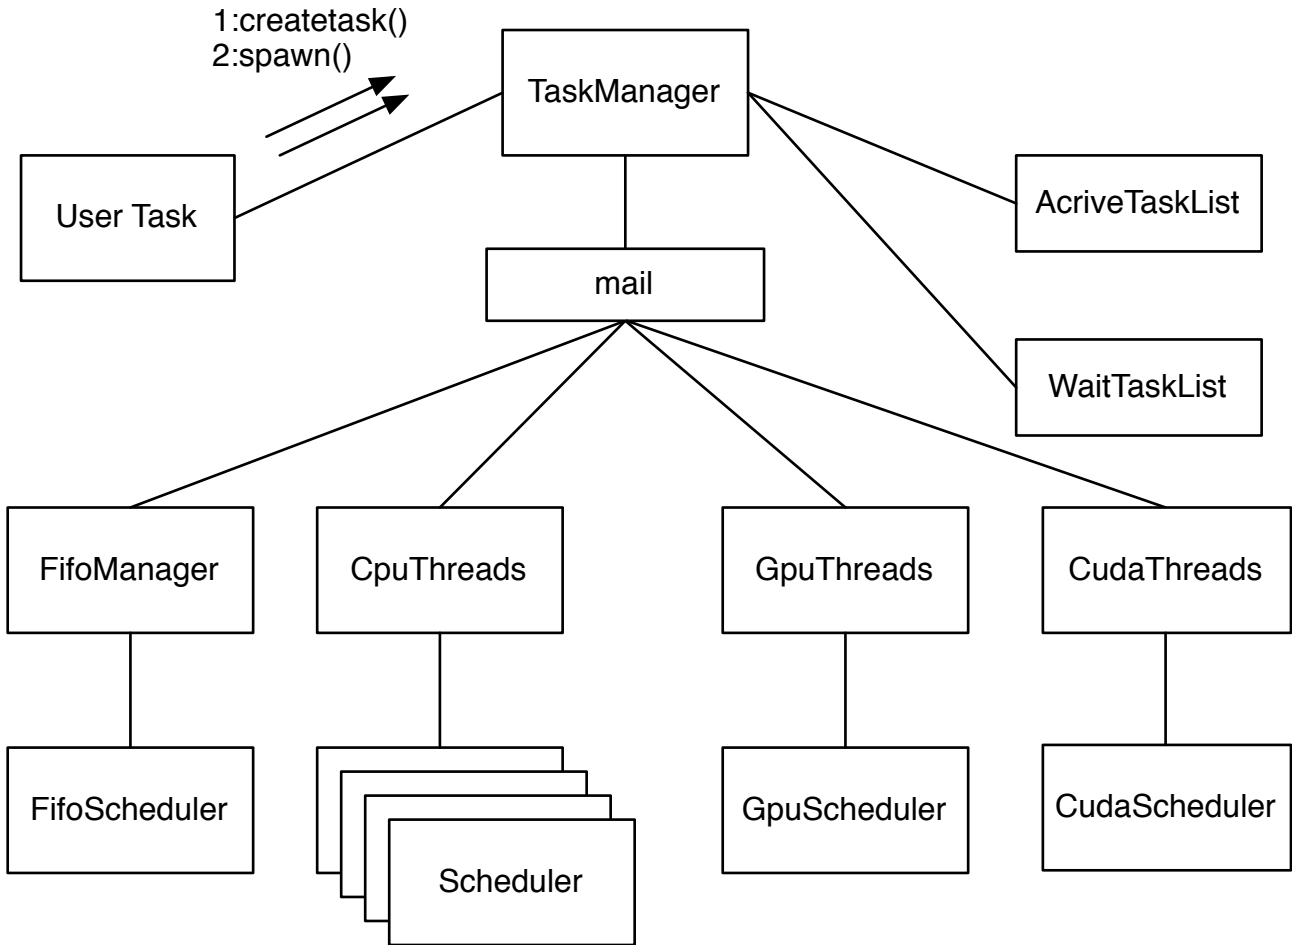 1:createtask()
2:spawn()
TaskManager
User Task
AcriveTaskList
mail
WaitTaskList
FifoManager
CpuThreads
GpuThreads
CudaThreads
FifoScheduler
GpuScheduler
CudaScheduler
Scheduler